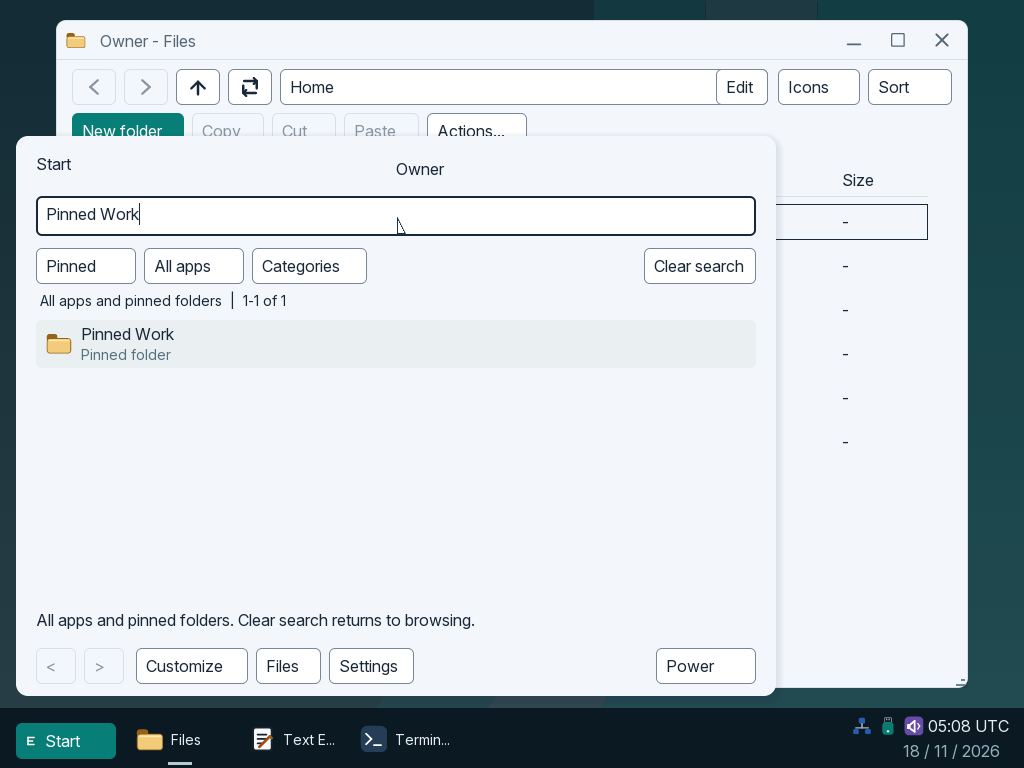 Owner - Files
Home
Edit
Icons
Sort
New folder
Copy
Cut
Paste
Actions...
Start
Owner
Size
Pinned Work
-
Pinned
All apps
Categories
Clear search
-
All apps and pinned folders | 1-1 of 1
-
Pinned Work
Pinned folder
-
-
-
All apps and pinned folders. Clear search returns to browsing.
<
>
Customize
Files
Settings
Power
E Start
Files
Text E...
Termin...
05:08 UTC
18 / 11 / 2026